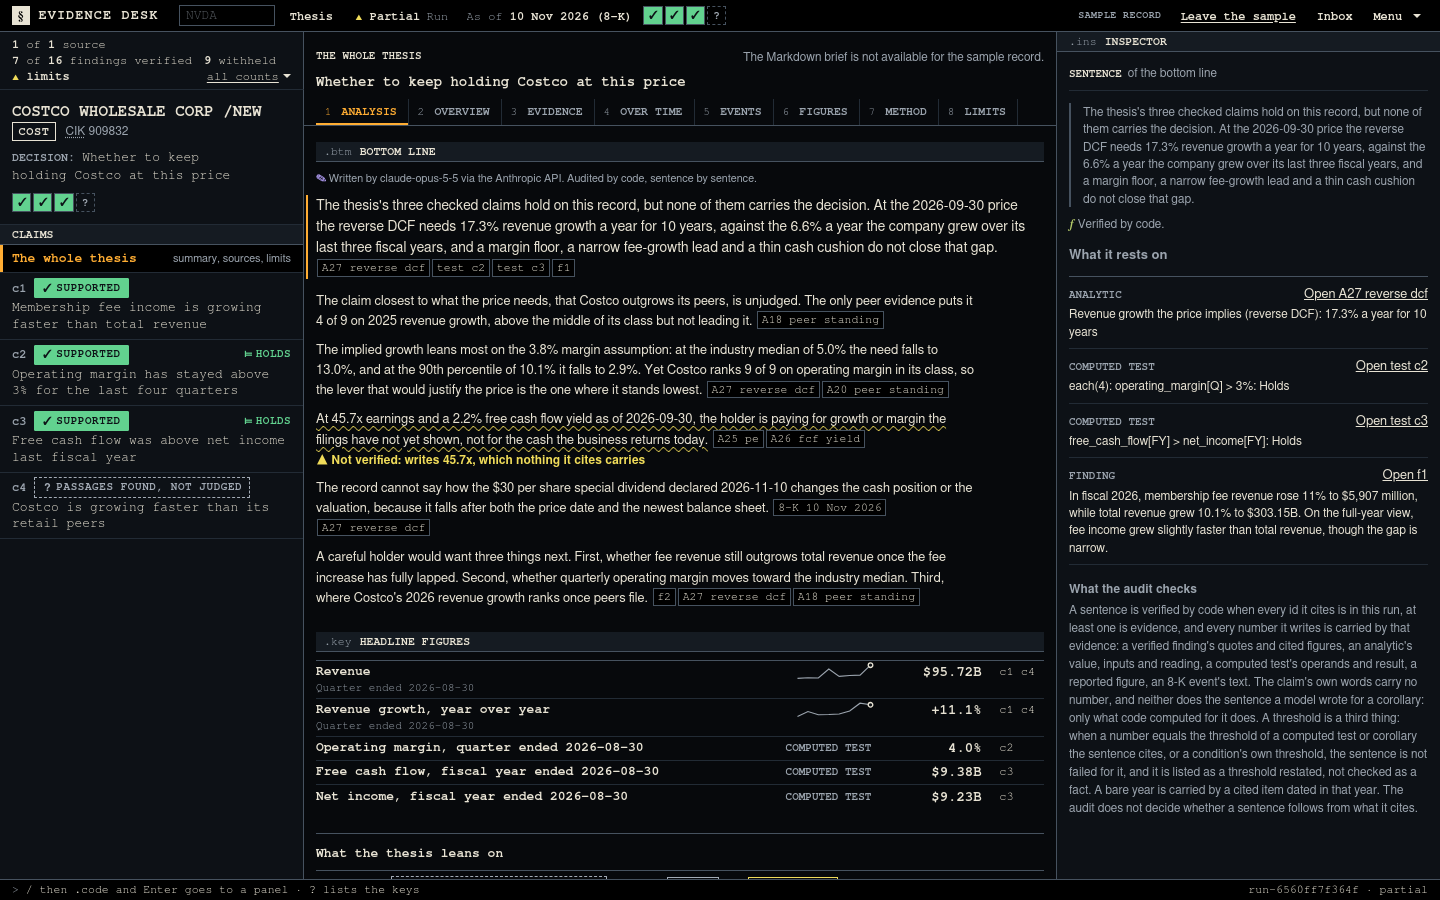 § EVIDENCE DESK NVDA Thesis ▲ Partial Run As of 10 Nov 2026 (8-K) ✓ ✓ ✓ ? SAMPLE RECORD Leave the sample Inbox Menu
1 of 1 source
7 of 16 findings verified 9 withheld
▲ limits all counts
COSTCO WHOLESALE CORP /NEW
COST CIK 909832
DECISION: Whether to keep
holding Costco at this price
✓ ✓ ✓ ?
CLAIMS
The whole thesis summary, sources, limits
c1 ✓ SUPPORTED
Membership fee income is growing
faster than total revenue
c2 ✓ SUPPORTED ⊨ HOLDS
Operating margin has stayed above
3% for the last four quarters
c3 ✓ SUPPORTED ⊨ HOLDS
Free cash flow was above net income
last fiscal year
c4 ? PASSAGES FOUND, NOT JUDGED
Costco is growing faster than its
retail peers
THE WHOLE THESIS The Markdown brief is not available for the sample record.
Whether to keep holding Costco at this price
1 ANALYSIS 2 OVERVIEW 3 EVIDENCE 4 OVER TIME 5 EVENTS 6 FIGURES 7 METHOD 8 LIMITS
.btm BOTTOM LINE
✎ Written by claude-opus-5-5 via the Anthropic API. Audited by code, sentence by sentence.
The thesis's three checked claims hold on this record, but none of them carries the decision. At the 2026-09-30 price
the reverse DCF needs 17.3% revenue growth a year for 10 years, against the 6.6% a year the company grew over its
last three fiscal years, and a margin floor, a narrow fee-growth lead and a thin cash cushion do not close that gap.
A27 reverse dcf test c2 test c3 f1
The claim closest to what the price needs, that Costco outgrows its peers, is unjudged. The only peer evidence puts it
4 of 9 on 2025 revenue growth, above the middle of its class but not leading it. A18 peer standing
The implied growth leans most on the 3.8% margin assumption: at the industry median of 5.0% the need falls to
13.0%, and at the 90th percentile of 10.1% it falls to 2.9%. Yet Costco ranks 9 of 9 on operating margin in its class, so
the lever that would justify the price is the one where it stands lowest. A27 reverse dcf A20 peer standing
At 45.7x earnings and a 2.2% free cash flow yield as of 2026-09-30, the holder is paying for growth or margin the
filings have not yet shown, not for the cash the business returns today. A25 pe A26 fcf yield
▲ Not verified: writes 45.7x, which nothing it cites carries
The record cannot say how the $30 per share special dividend declared 2026-11-10 changes the cash position or the
valuation, because it falls after both the price date and the newest balance sheet. 8-K 10 Nov 2026
A27 reverse dcf
A careful holder would want three things next. First, whether fee revenue still outgrows total revenue once the fee
increase has fully lapped. Second, whether quarterly operating margin moves toward the industry median. Third,
where Costco's 2026 revenue growth ranks once peers file. f2 A27 reverse dcf A18 peer standing
.key HEADLINE FIGURES
Revenue $95.72B c1 c4
Quarter ended 2026-08-30
Revenue growth, year over year +11.1% c1 c4
Quarter ended 2026-08-30
Operating margin, quarter ended 2026-08-30 COMPUTED TEST 4.0% c2
Free cash flow, fiscal year ended 2026-08-30 COMPUTED TEST $9.38B c3
Net income, fiscal year ended 2026-08-30 COMPUTED TEST $9.23B c3
What the thesis leans on
.ins INSPECTOR
SENTENCE of the bottom line
The thesis's three checked claims hold on this record, but none of
them carries the decision. At the 2026-09-30 price the reverse
DCF needs 17.3% revenue growth a year for 10 years, against the
6.6% a year the company grew over its last three fiscal years, and
a margin floor, a narrow fee-growth lead and a thin cash cushion
do not close that gap.
ƒ Verified by code.
What it rests on
ANALYTIC Open A27 reverse dcf
Revenue growth the price implies (reverse DCF): 17.3% a year for 10
years
COMPUTED TEST Open test c2
each(4): operating_margin[Q] > 3%: Holds
COMPUTED TEST Open test c3
free_cash_flow[FY] > net_income[FY]: Holds
FINDING Open f1
In fiscal 2026, membership fee revenue rose 11% to $5,907 million,
while total revenue grew 10.1% to $303.15B. On the full-year view,
fee income grew slightly faster than total revenue, though the gap is
narrow.
What the audit checks
A sentence is verified by code when every id it cites is in this run, at
least one is evidence, and every number it writes is carried by that
evidence: a verified finding's quotes and cited figures, an analytic's
value, inputs and reading, a computed test's operands and result, a
reported figure, an 8-K event's text. The claim's own words carry no
number, and neither does the sentence a model wrote for a corollary:
only what code computed for it does. A threshold is a third thing:
when a number equals the threshold of a computed test or corollary
the sentence cites, or a condition's own threshold, the sentence is not
failed for it, and it is listed as a threshold restated, not checked as a
fact. A bare year is carried by a cited item dated in that year. The
audit does not decide whether a sentence follows from what it cites.
> / then .code and Enter goes to a panel · ? lists the keys run-6560ff7f364f · partial